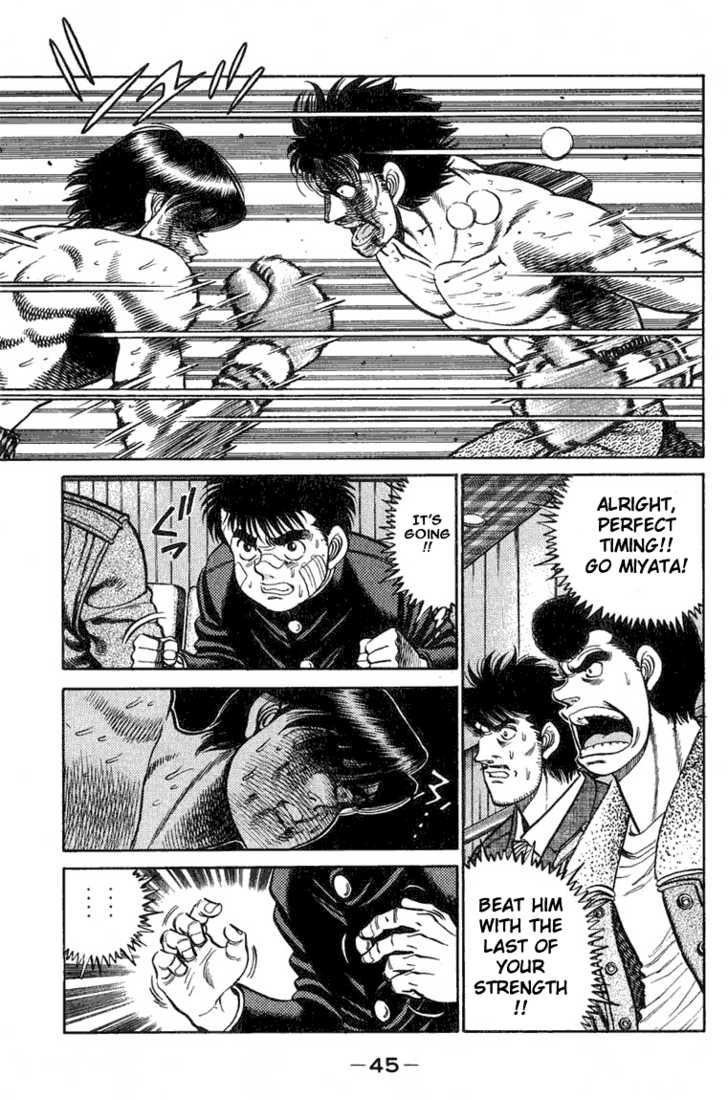 ALRIGHT,
PERFECT
TIMING!!
GO MIYATA!
BEAT HIM
WITH THE
LAST OF
YOUR
STRENGTH
!!
IT'S
GOING
!!
...
...
—45—